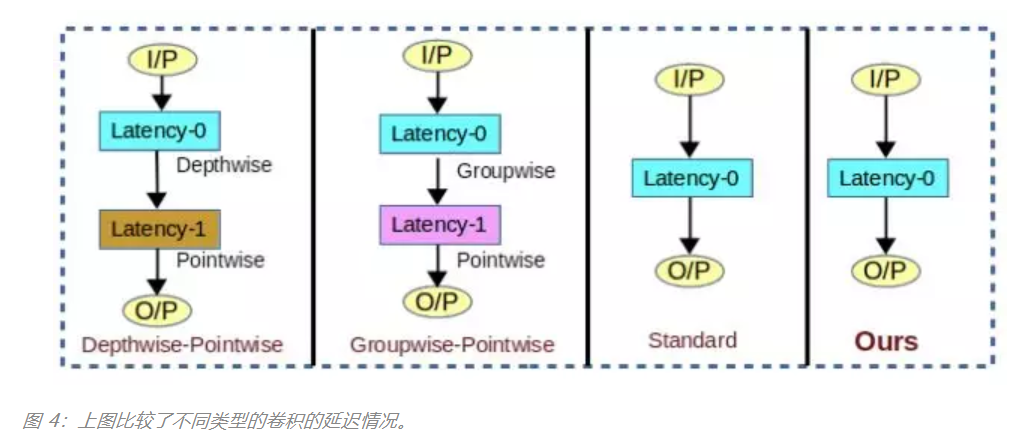 I/P
Latency-0
Depthwise
Latency-1
Pointwise
O/P
Depthwise-Pointwise
I/P
Latency-0
Groupwise
Latency-1
Pointwise
O/P
Groupwise-Pointwise
I/P
Latency-0
O/P
Standard
I/P
Latency-0
O/P
Ours
图 4：上图比较了不同类型的卷积的延迟情况。